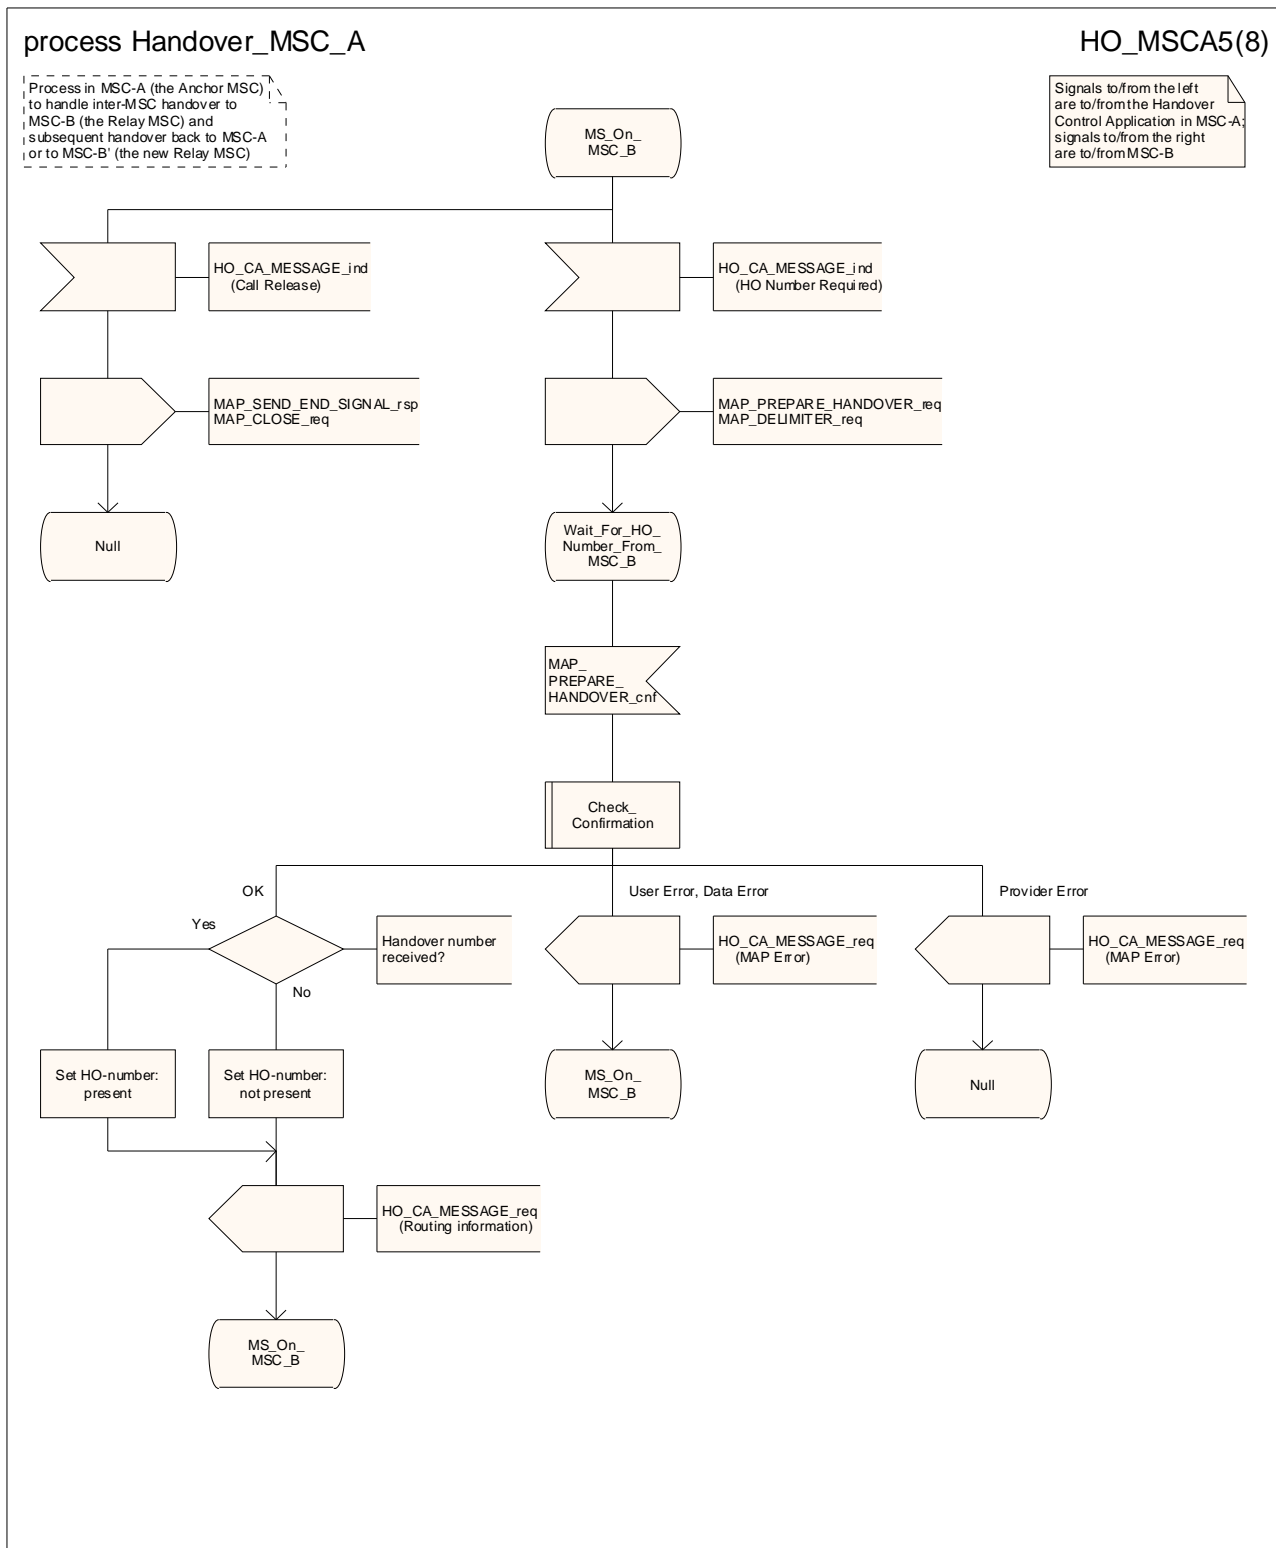 process Handover_MSC_A
HO_MSCA5(8)
Process in MSC-A (the Anchor MSC)
to handle inter-MSC handover to
MSC-B (the Relay MSC) and
subsequent handover back to MSC-A
or to MSC-B' (the new Relay MSC)
Signals to/from the left
are to/from the Handover
Control Application in MSC-A;
signals to/from the right
are to/from MSC-B
MS_On_
MSC_B
HO_CA_MESSAGE_ind
(Call Release)
HO_CA_MESSAGE_ind
(HO Number Required)
MAP_SEND_END_SIGNAL_rsp
MAP_CLOSE_req
MAP_PREPARE_HANDOVER_req
MAP_DELIMITER_req
Null
Wait_For_HO_
Number_From_
MSC_B
MAP_
PREPARE_
HANDOVER_cnf
Check_
Confirmation
OK
User Error, Data Error
Provider Error
Yes
Handover number
received?
HO_CA_MESSAGE_req
(MAP Error)
HO_CA_MESSAGE_req
(MAP Error)
No
Set HO-number:
present
Set HO-number:
not present
MS_On_
MSC_B
Null
HO_CA_MESSAGE_req
(Routing information)
MS_On_
MSC_B